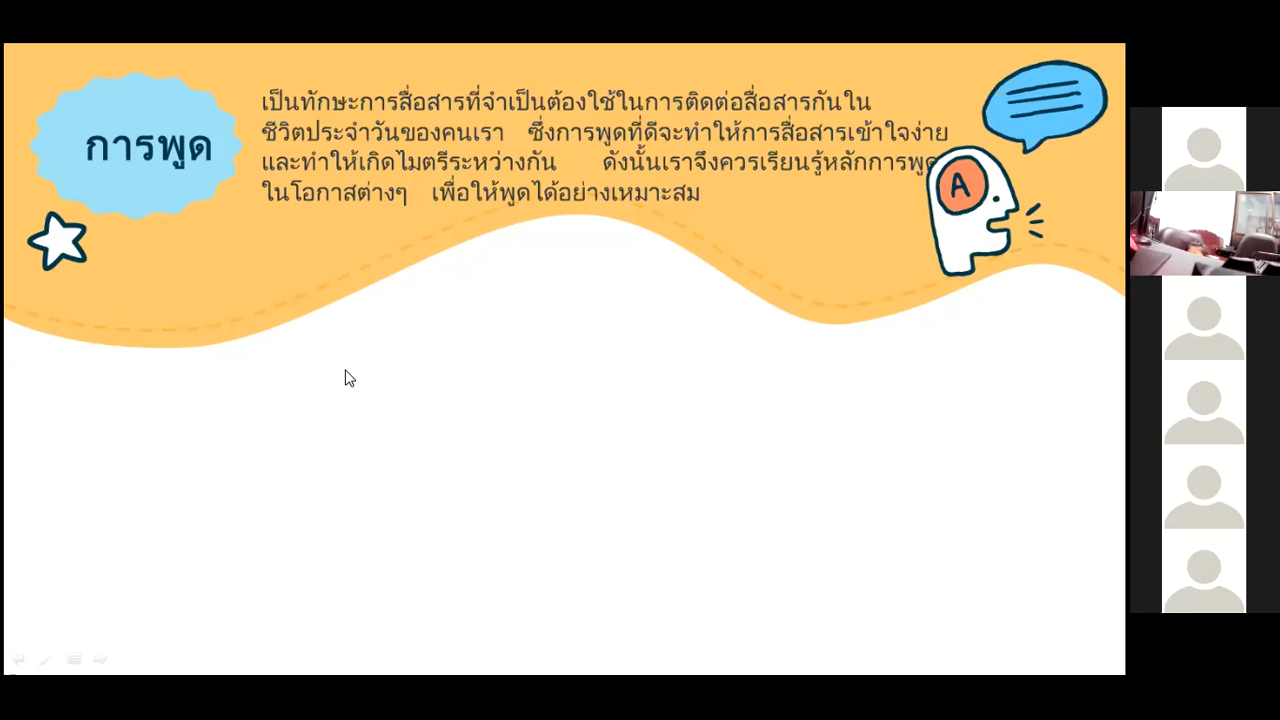 การพูด
เป็นทักษะการสื่อสารที่จำเป็นต้องใช้ในการติดต่อสื่อสารกันใน
ชีวิตประจำวันของคนเรา ซึ่งการพูดที่ดีจะทำให้การสื่อสารเข้าใจง่าย
และทำให้เกิดไมตรีระหว่างกัน ดังนั้นเราจึงควรเรียนรู้หลักการพูด
ในโอกาสต่างๆ เพื่อให้พูดได้อย่างเหมาะสม
A